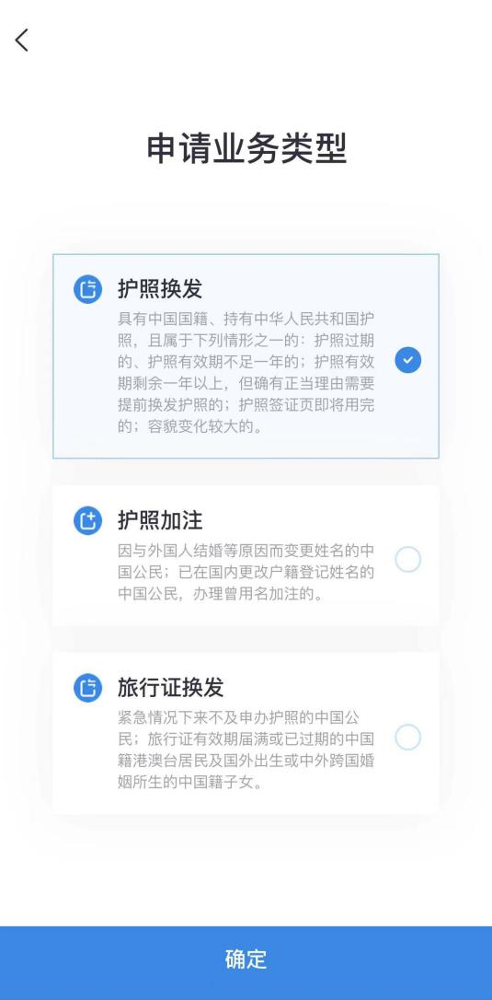 申请业务类型
护照换发
具有中国国籍、持有中华人民共和国护
照，且属于下列情形之一的：护照过期
的、护照有效期不足一年的；护照有效
期剩余一年以上，但确有正当理由需要
提前换发护照的；护照签证页即将用完
的；容貌变化较大的。
护照加注
因与外国人结婚等原因而变更姓名的中
国公民；已在国内更改户籍登记姓名的
中国公民，办理曾用名加注的。
旅行证换发
紧急情况下来不及申办护照的中国公
民；旅行证有效期届满或已过期的中国
籍港澳台居民及国外出生或中外跨国婚
姻所生的中国籍子女。
确定